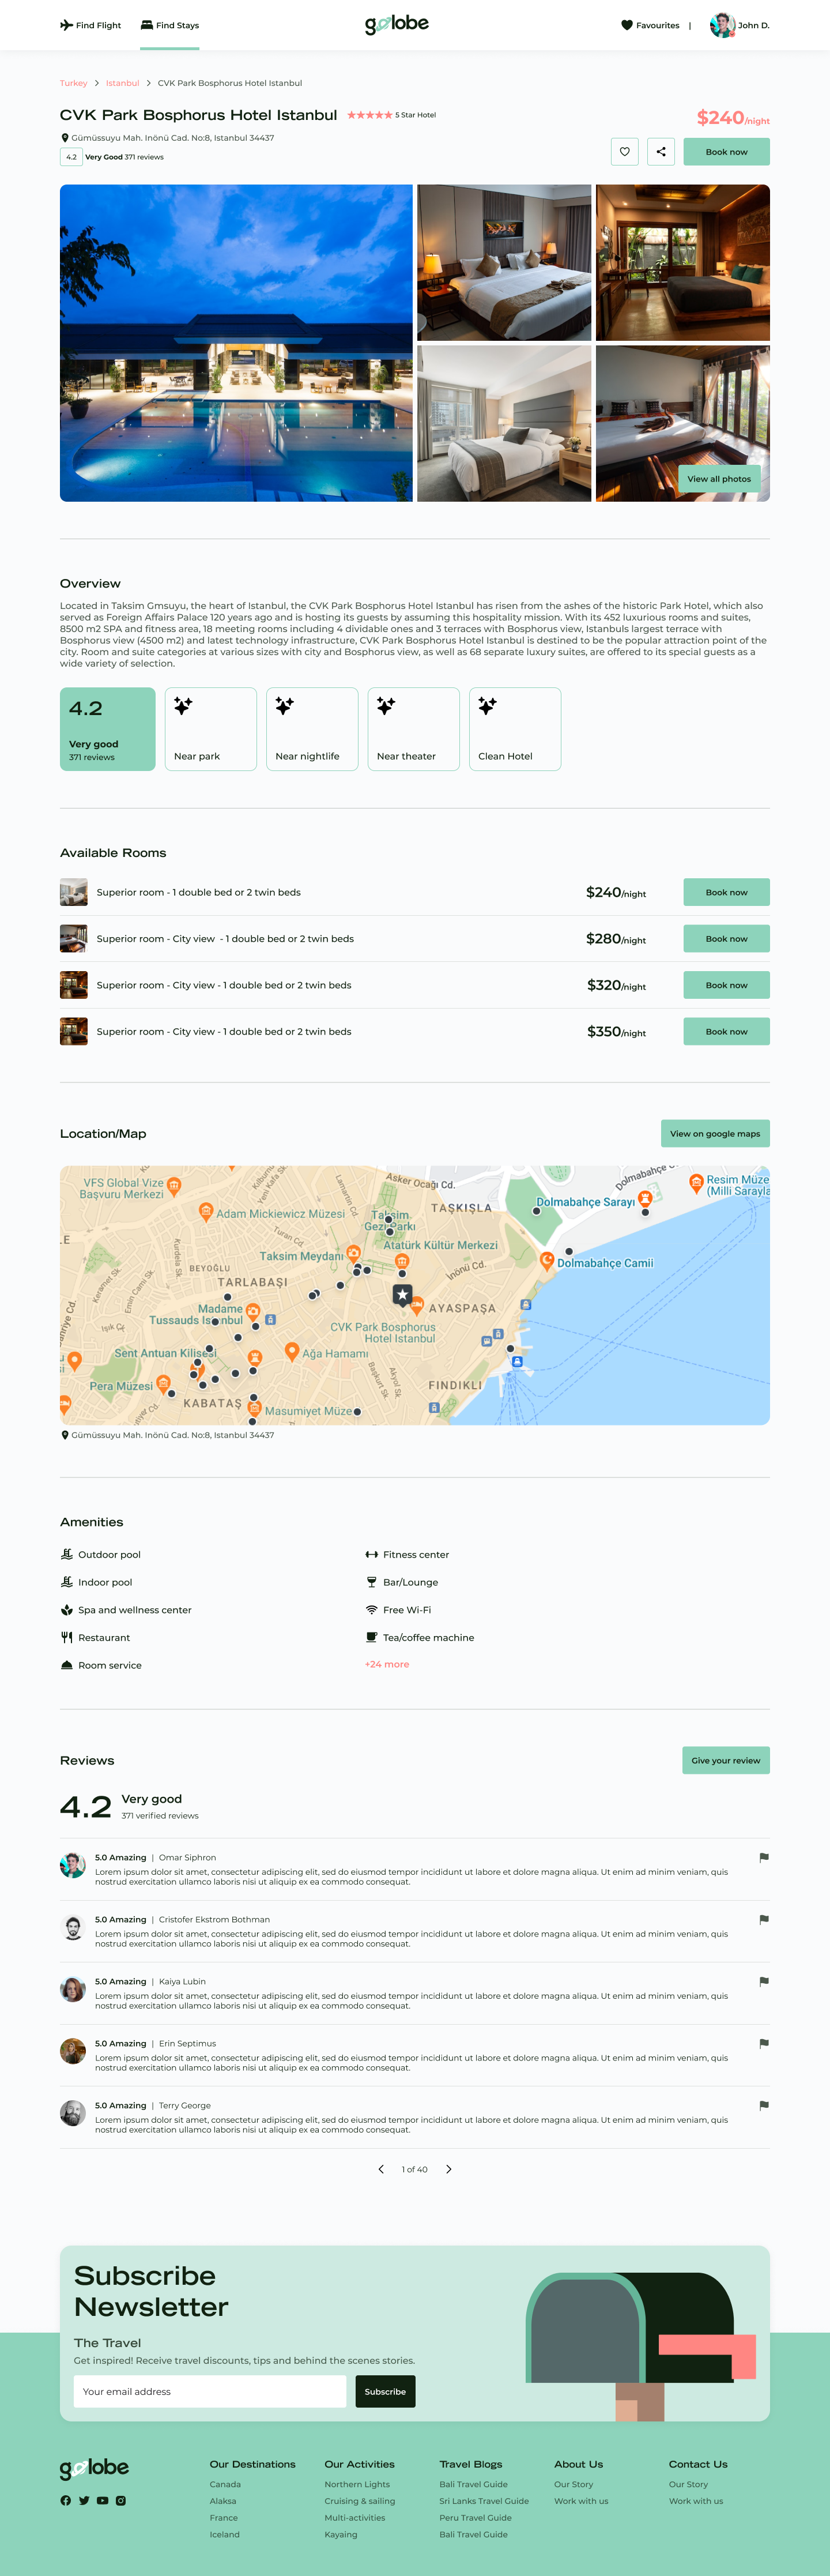 Find Flight
Find Stays
golobe
Favourites
|
John D.
Turkey > Istanbul > CVK Park Bosphorus Hotel Istanbul
CVK Park Bosphorus Hotel Istanbul
5 Star Hotel
$240/night
Gümüssuyu Mah. Inönü Cad. No:8, Istanbul 34437
4.2
Very Good 371 reviews
Book now
View all photos
Overview
Located in Taksim Gmsuyu, the heart of Istanbul, the CVK Park Bosphorus Hotel Istanbul has risen from the ashes of the historic Park Hotel, which also
served as Foreign Affairs Palace 120 years ago and is hosting its guests by assuming this hospitality mission. With its 452 luxurious rooms and suites,
8500 m2 SPA and fitness area, 18 meeting rooms including 4 dividable ones and 3 terraces with Bosphorus view, Istanbuls largest terrace with
Bosphorus view (4500 m2) and latest technology infrastructure, CVK Park Bosphorus Hotel Istanbul is destined to be the popular attraction point of the
city. Room and suite categories at various sizes with city and Bosphorus view, as well as 68 separate luxury suites, are offered to its special guests as a
wide variety of selection.
4.2
Very good
371 reviews
Near park
Near nightlife
Near theater
Clean Hotel
Available Rooms
Superior room - 1 double bed or 2 twin beds
$240/night
Book now
Superior room - City view  - 1 double bed or 2 twin beds
$280/night
Book now
Superior room - City view - 1 double bed or 2 twin beds
$320/night
Book now
Superior room - City view - 1 double bed or 2 twin beds
$350/night
Book now
Location/Map
View on google maps
VFS Global Vize
Başvuru Merkezi
Adam Mickiewicz Müzesi
Lamartin Cd.
Asker Ocağı Cd.
TAŞKIŞLA
Dolmabahçe Sarayı
Resim Müze
(Milli Sarayla
Taksim
Gezi Parkı
Turan Cd.
Taksim Meydanı
Atatürk Kültür Merkezi
Dolmabahçe Camii
BEYOĞLU
İnönü Cd.
TARLABAŞI
Keramet Sk.
Emin Cami Sk.
Madame
Tussauds Istanbul
AYASPAŞA
CVK Park Bosphorus
Hotel Istanbul
Sent Antuan Kilisesi
Ağa Hamamı
Pera Müzesi
Akyol Sk.
FINDIKLI
KABATAŞ
Masumiyet Müze
Gümüssuyu Mah. Inönü Cad. No:8, Istanbul 34437
Amenities
Outdoor pool
Indoor pool
Spa and wellness center
Restaurant
Room service
Fitness center
Bar/Lounge
Free Wi-Fi
Tea/coffee machine
+24 more
Reviews
Give your review
4.2
Very good
371 verified reviews
5.0 Amazing | Omar Siphron
Lorem ipsum dolor sit amet, consectetur adipiscing elit, sed do eiusmod tempor incididunt ut labore et dolore magna aliqua. Ut enim ad minim veniam, quis
nostrud exercitation ullamco laboris nisi ut aliquip ex ea commodo consequat.
5.0 Amazing | Cristofer Ekstrom Bothman
Lorem ipsum dolor sit amet, consectetur adipiscing elit, sed do eiusmod tempor incididunt ut labore et dolore magna aliqua. Ut enim ad minim veniam, quis
nostrud exercitation ullamco laboris nisi ut aliquip ex ea commodo consequat.
5.0 Amazing | Kaiya Lubin
Lorem ipsum dolor sit amet, consectetur adipiscing elit, sed do eiusmod tempor incididunt ut labore et dolore magna aliqua. Ut enim ad minim veniam, quis
nostrud exercitation ullamco laboris nisi ut aliquip ex ea commodo consequat.
5.0 Amazing | Erin Septimus
Lorem ipsum dolor sit amet, consectetur adipiscing elit, sed do eiusmod tempor incididunt ut labore et dolore magna aliqua. Ut enim ad minim veniam, quis
nostrud exercitation ullamco laboris nisi ut aliquip ex ea commodo consequat.
5.0 Amazing | Terry George
Lorem ipsum dolor sit amet, consectetur adipiscing elit, sed do eiusmod tempor incididunt ut labore et dolore magna aliqua. Ut enim ad minim veniam, quis
nostrud exercitation ullamco laboris nisi ut aliquip ex ea commodo consequat.
1 of 40
Subscribe
Newsletter
The Travel
Get inspired! Receive travel discounts, tips and behind the scenes stories.
Your email address
Subscribe
golobe
Our Destinations
Canada
Alaksa
France
Iceland
Our Activities
Northern Lights
Cruising & sailing
Multi-activities
Kayaing
Travel Blogs
Bali Travel Guide
Sri Lanks Travel Guide
Peru Travel Guide
Bali Travel Guide
About Us
Our Story
Work with us
Contact Us
Our Story
Work with us